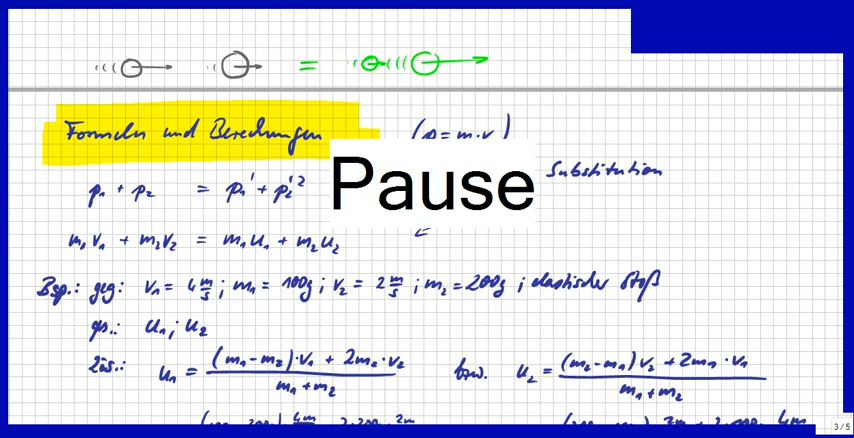 Formeln und Berechnungen (p = m·v)
Pause
p₁ + p₂ = p₁' + p₂'² Substitution
m₁v₁ + m₂v₂ = m₁u₁ + m₂u₂
Bsp.: geg: v₁ = 4 m/s ; m₁ = 100g ; v₂ = 2 m/s ; m₂ = 200g ; elastischer Stoß
ges.: u₁ ; u₂
Lös.: u₁ = ((m₁ - m₂)·v₁ + 2m₂·v₂)/(m₁ + m₂) bzw. u₂ = ((m₂ - m₁)v₂ + 2m₁·v₁)/(m₁ + m₂)
3 / 5